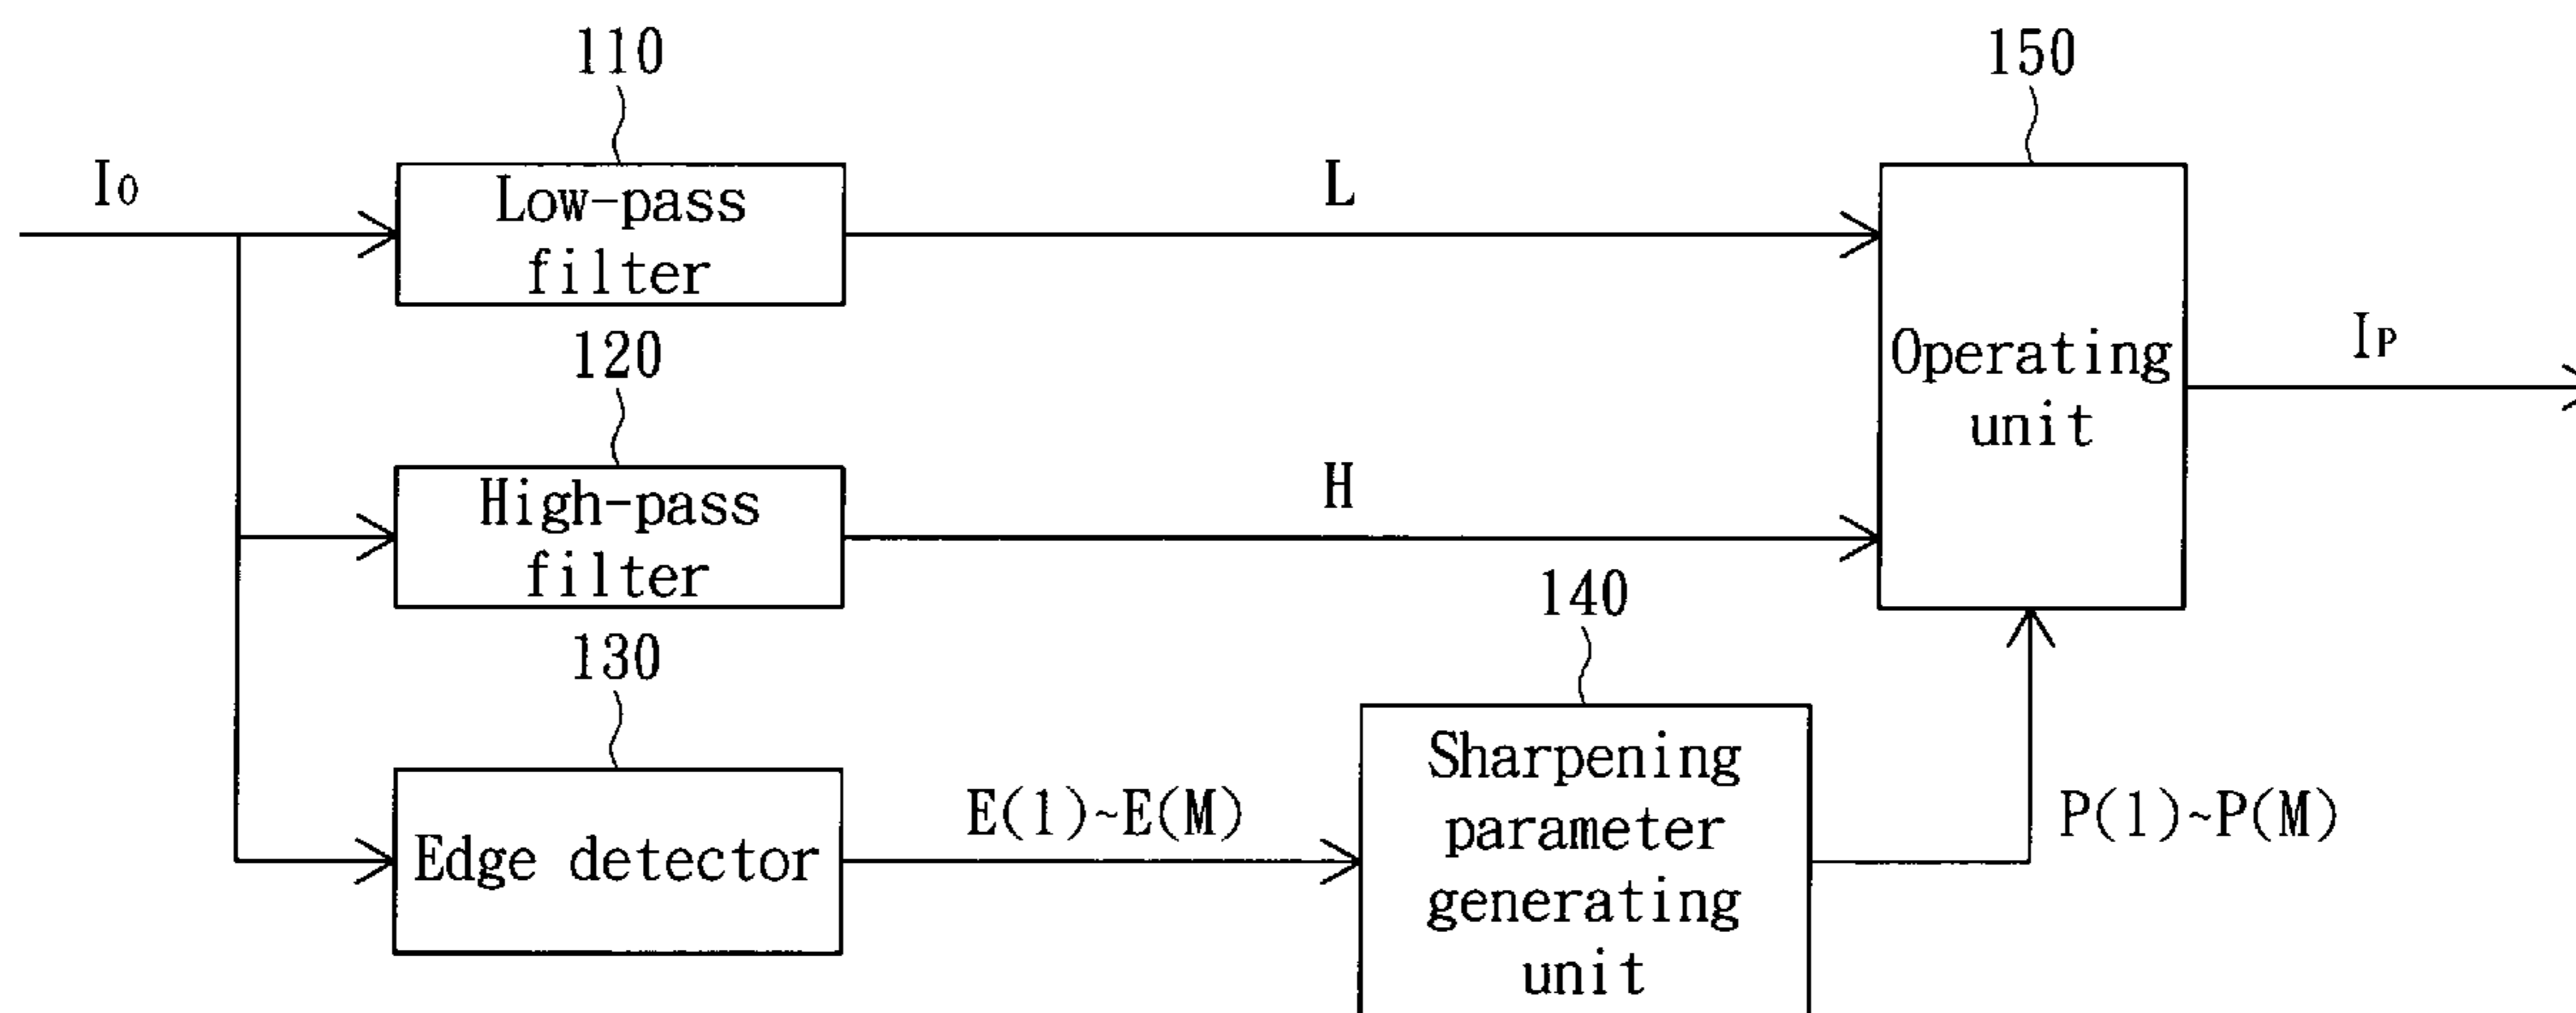 110
150
I0
Low-pass
filter
L
Operating
unit
IP
120
High-pass
filter
H
140
130
Edge detector
E(1)~E(M)
Sharpening
parameter
generating
unit
P(1)~P(M)